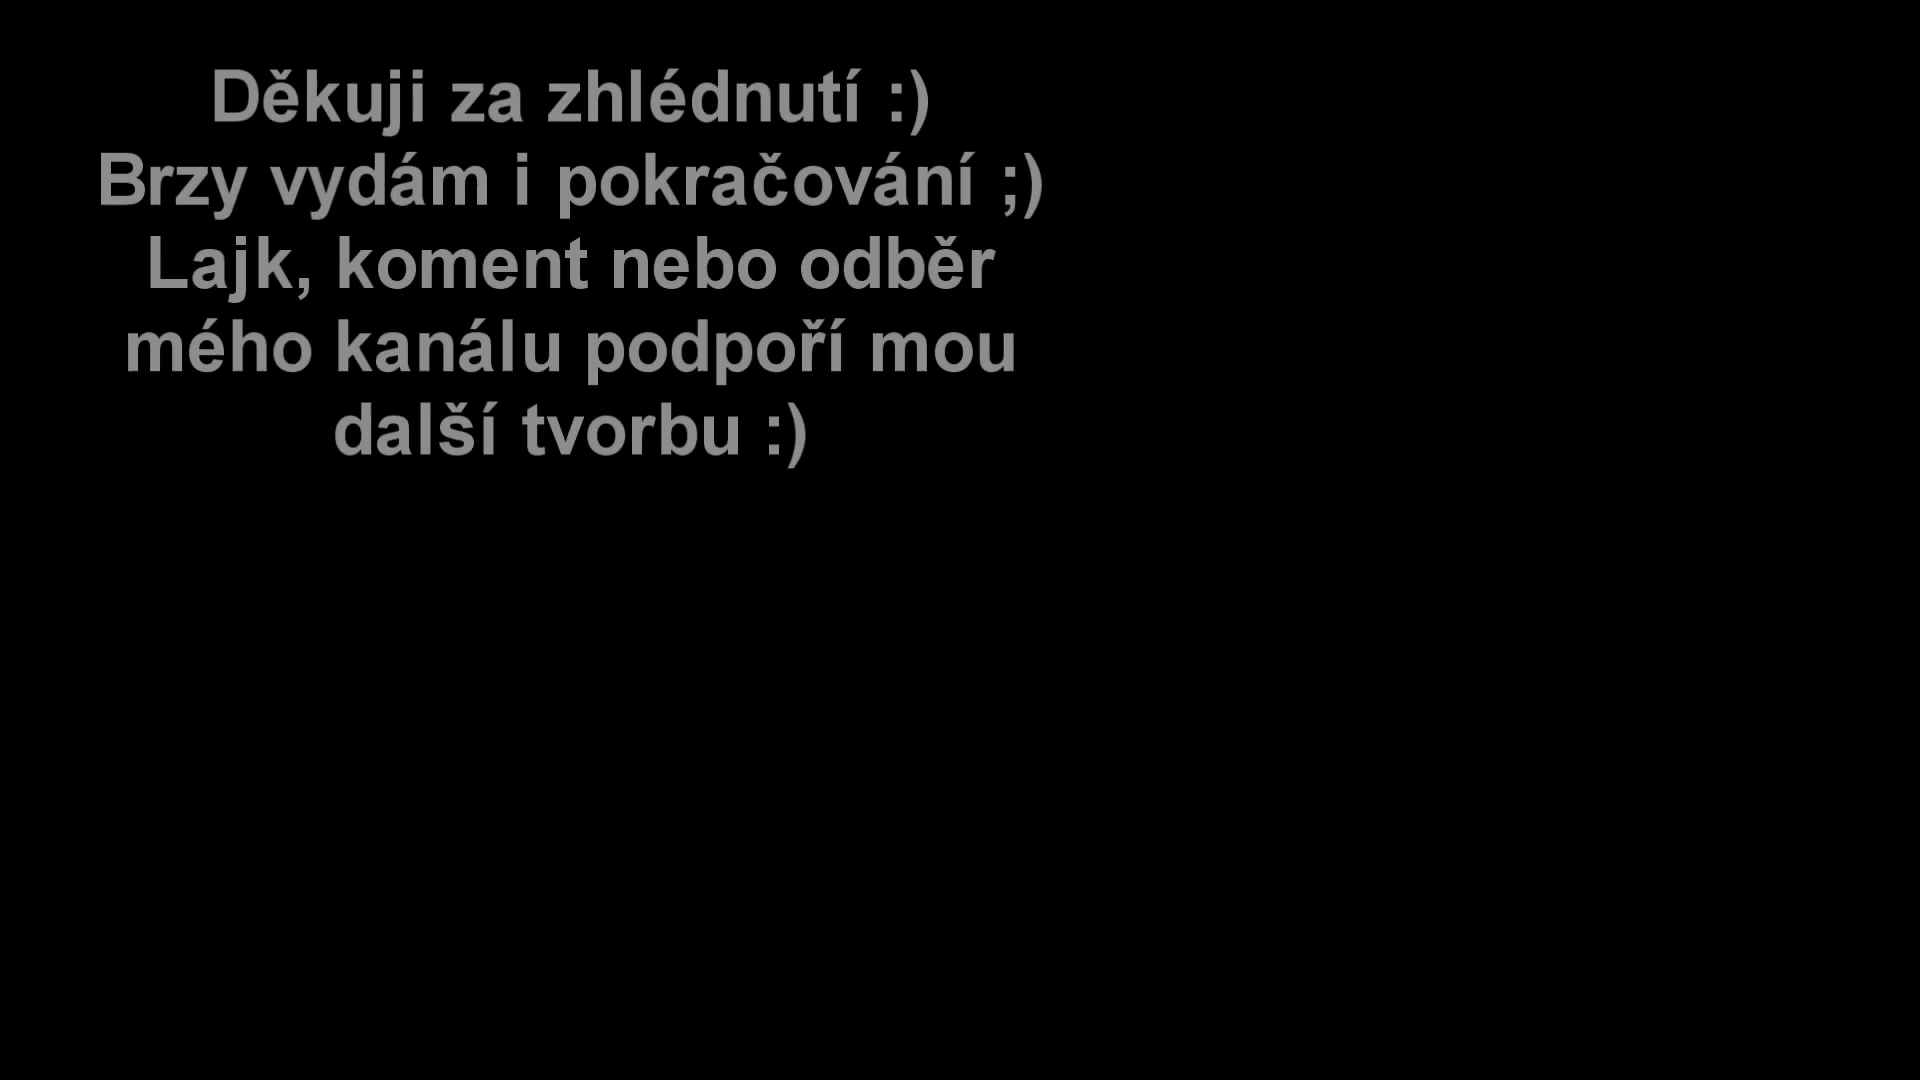 Děkuji za zhlédnutí :)
Brzy vydám i pokračování ;)
Lajk, koment nebo odběr
mého kanálu podpoří mou
další tvorbu :)